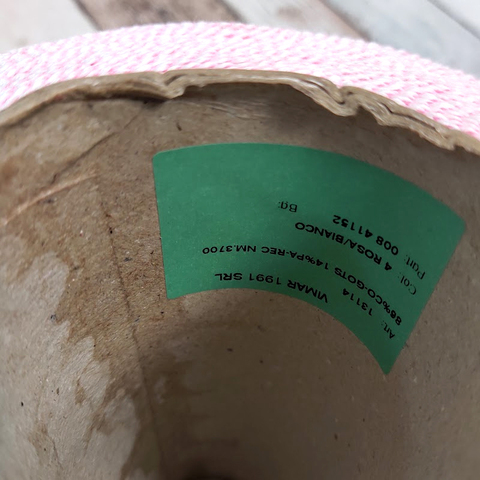 VIMAR 1991 SRL
Art: 13114
86%CO-GOTS 14%PA-REC NM.3700
Col: 4 ROSA/BIANCO
Part. 008 41152 Bg: